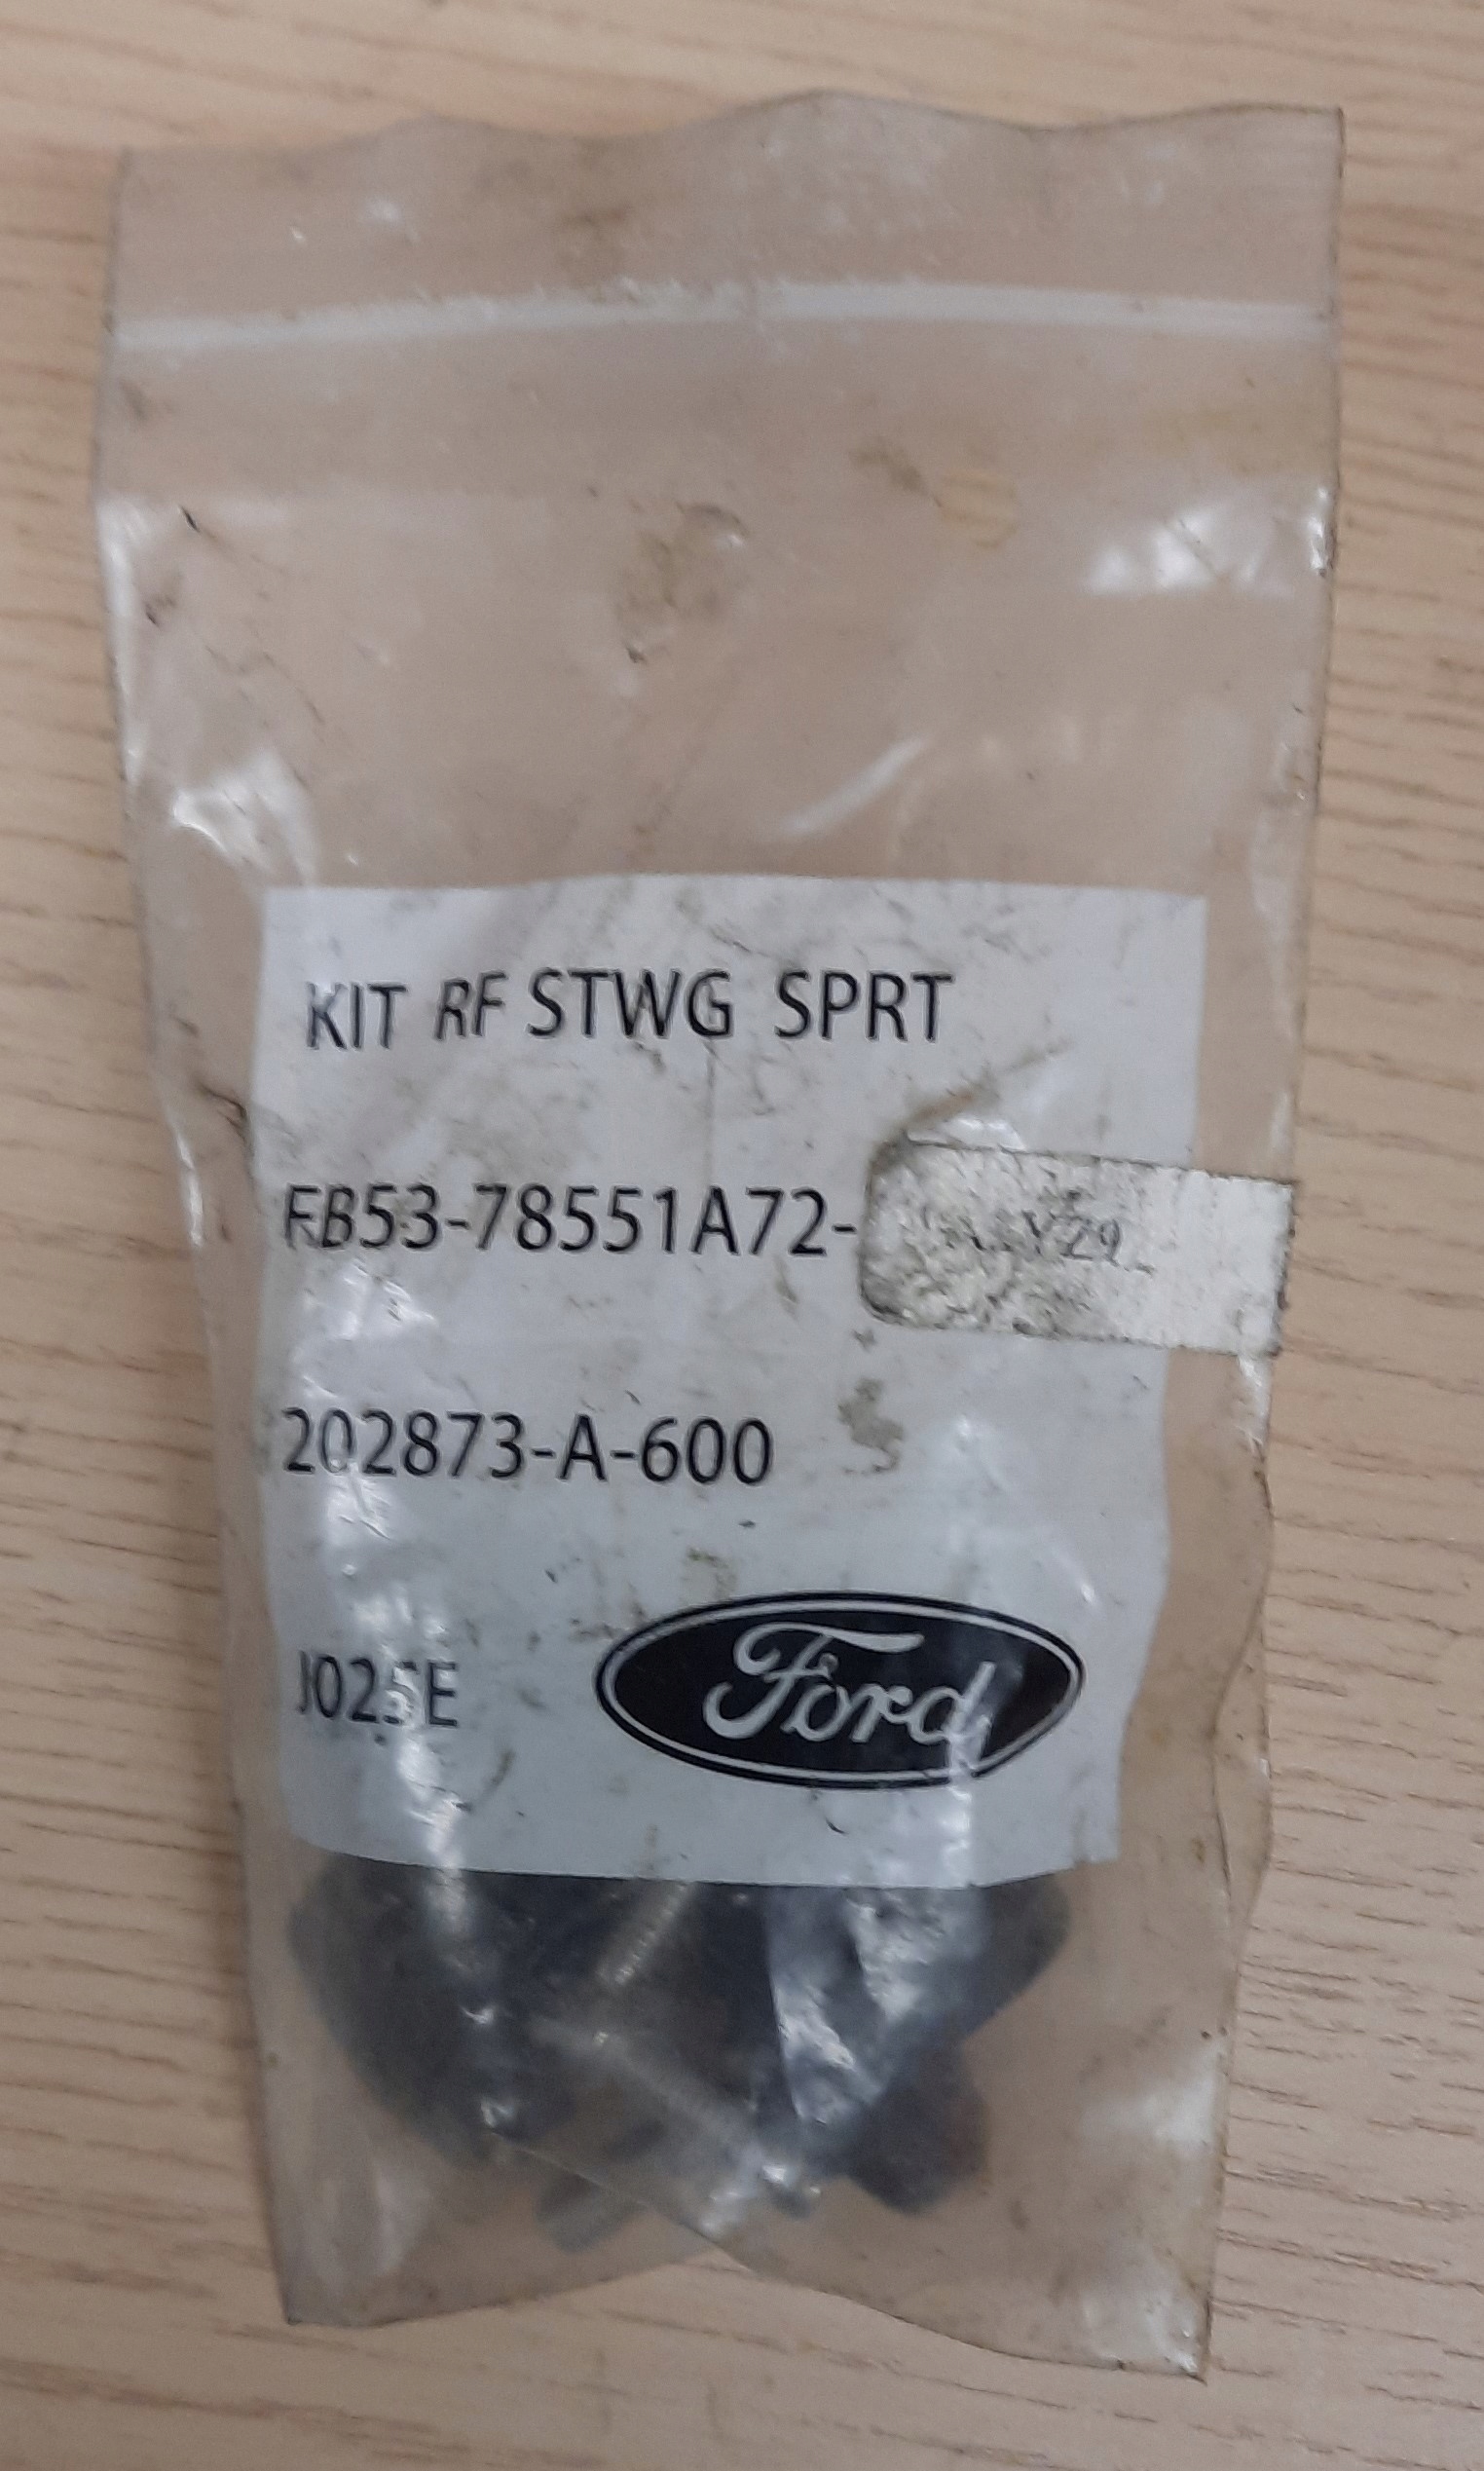 KIT RF STWG SPRT
FB53-78551A72-
202873-A-600
J025E
Ford